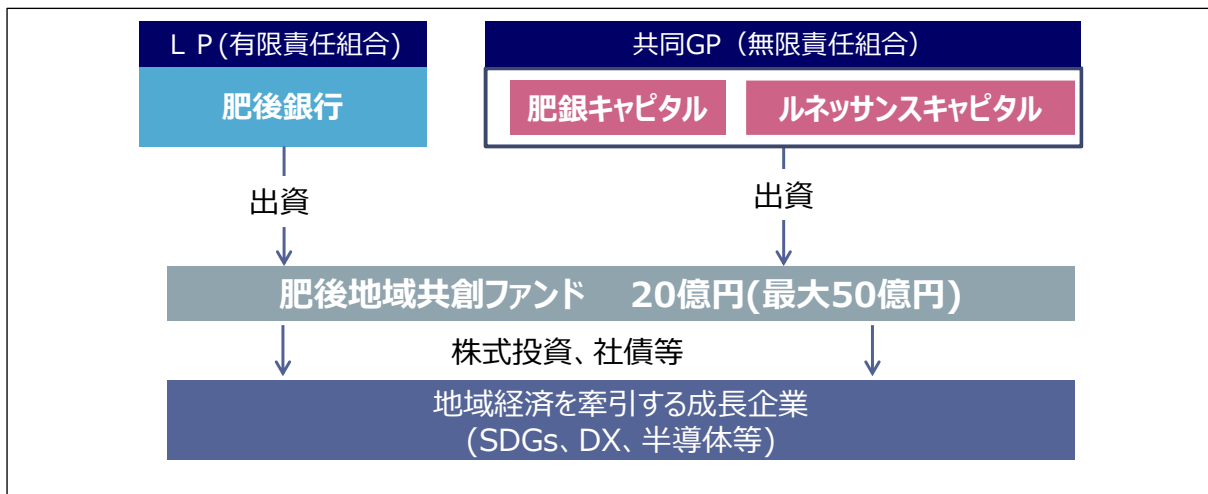 Ｌ Ｐ(有限責任組合)
共同GP（無限責任組合）
肥後銀行
肥銀キャピタル
ルネッサンスキャピタル
出資
出資
肥後地域共創ファンド　20億円(最大50億円)
株式投資、社債等
地域経済を牽引する成長企業
(SDGs、DX、半導体等)